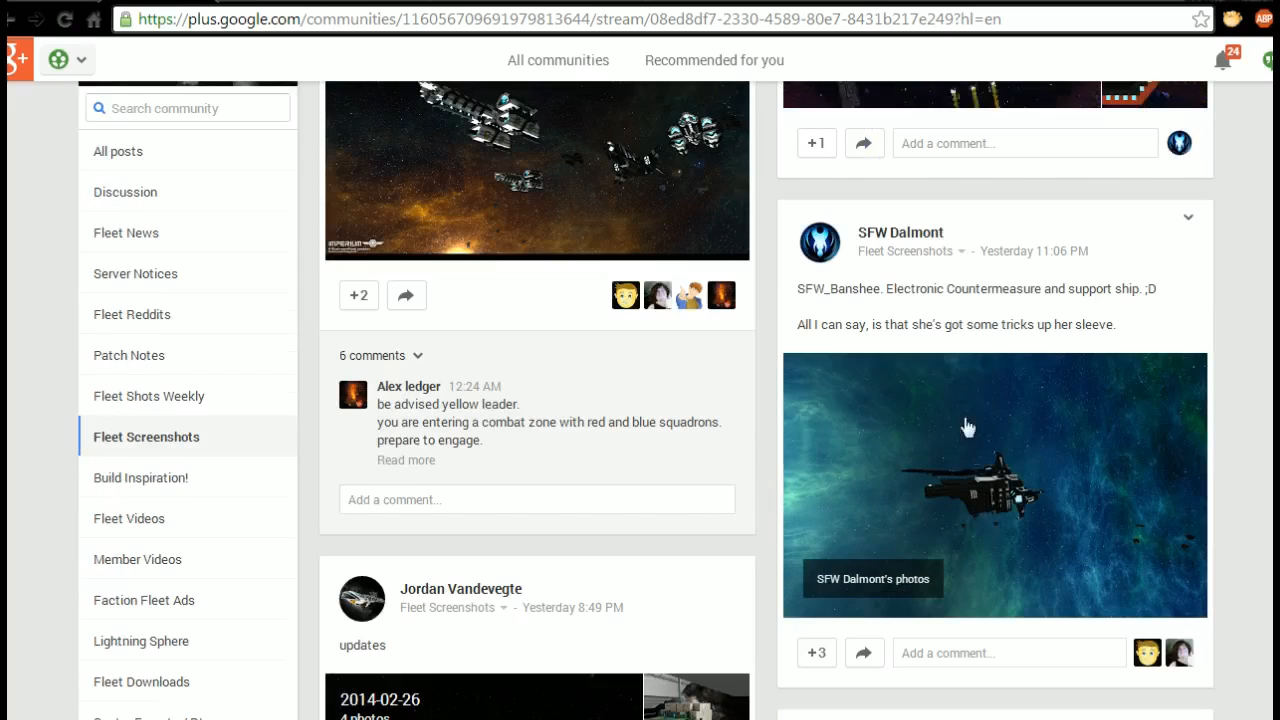 https://plus.google.com/communities/116056709691979813644/stream/08ed8df7-2330-4589-80e7-8431b217e249?hl=en
ABP
g+
All communities
Recommended for you
24
Search community
All posts
Discussion
Fleet News
Server Notices
Fleet Reddits
Patch Notes
Fleet Shots Weekly
Fleet Screenshots
Build Inspiration!
Fleet Videos
Member Videos
Faction Fleet Ads
Lightning Sphere
Fleet Downloads
IMPERIUM
+2
6 comments
Alex ledger 12:24 AM
be advised yellow leader.
you are entering a combat zone with red and blue squadrons.
prepare to engage.
Read more
Add a comment...
Jordan Vandevegte
Fleet Screenshots - Yesterday 8:49 PM
updates
2014-02-26
4 photos
+1
Add a comment...
SFW Dalmont
Fleet Screenshots - Yesterday 11:06 PM
SFW_Banshee. Electronic Countermeasure and support ship. ;D
All I can say, is that she's got some tricks up her sleeve.
SFW Dalmont's photos
+3
Add a comment...